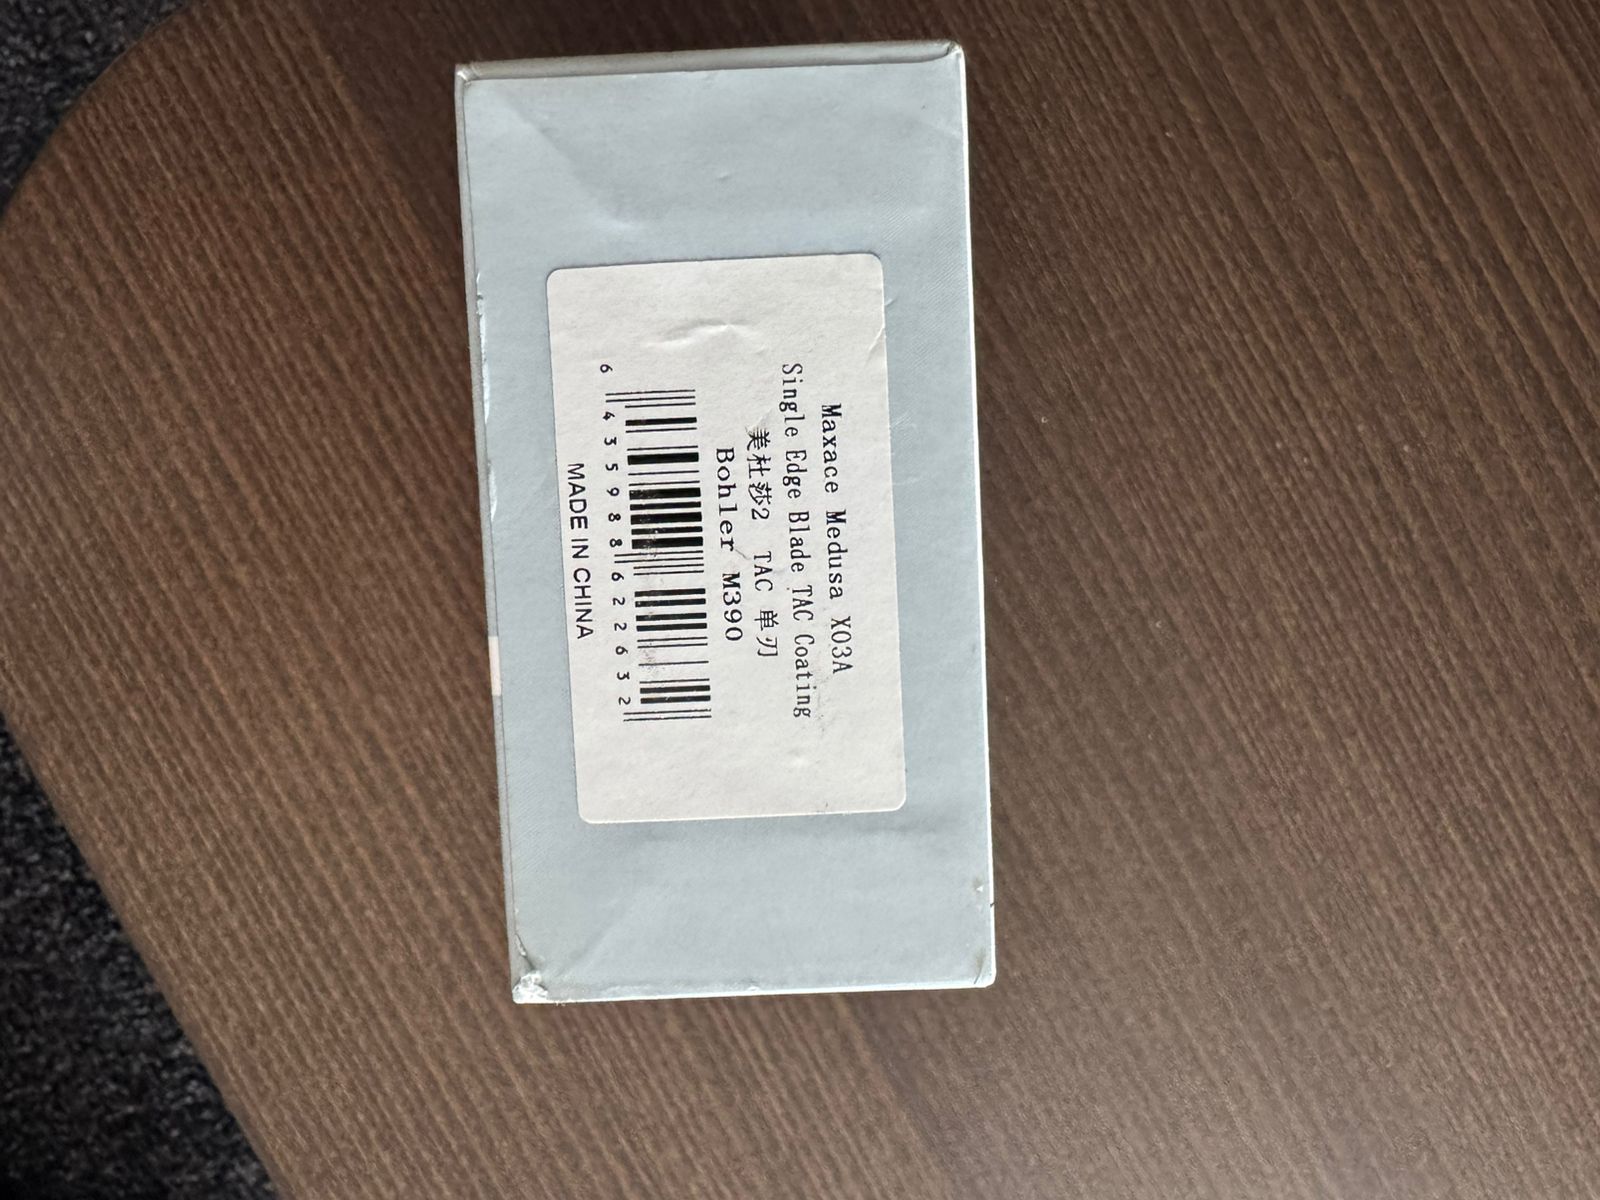 Maxace Medusa X03A
Single Edge Blade TAC Coating
美杜莎2 TAC 单刃
Bohler M390
6 435988 622632
MADE IN CHINA